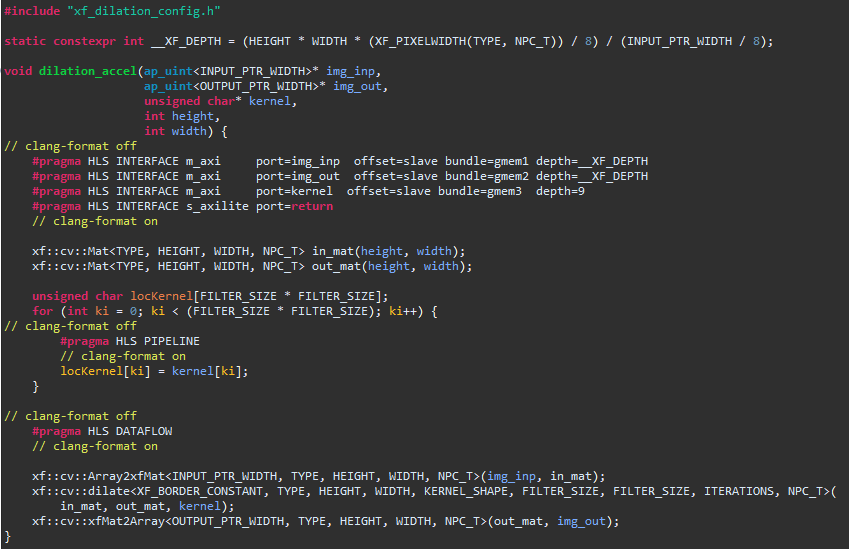 #include "xf_dilation_config.h"
static constexpr int __XF_DEPTH = (HEIGHT * WIDTH * (XF_PIXELWIDTH(TYPE, NPC_T)) / 8) / (INPUT_PTR_WIDTH / 8);
void dilation_accel(ap_uint<INPUT_PTR_WIDTH>* img_inp,
ap_uint<OUTPUT_PTR_WIDTH>* img_out,
unsigned char* kernel,
int height,
int width) {
// clang-format off
#pragma HLS INTERFACE m_axi     port=img_inp  offset=slave bundle=gmem1 depth=__XF_DEPTH
#pragma HLS INTERFACE m_axi     port=img_out  offset=slave bundle=gmem2 depth=__XF_DEPTH
#pragma HLS INTERFACE m_axi     port=kernel  offset=slave bundle=gmem3  depth=9
#pragma HLS INTERFACE s_axilite port=return
// clang-format on
xf::cv::Mat<TYPE, HEIGHT, WIDTH, NPC_T> in_mat(height, width);
xf::cv::Mat<TYPE, HEIGHT, WIDTH, NPC_T> out_mat(height, width);
unsigned char locKernel[FILTER_SIZE * FILTER_SIZE];
for (int ki = 0; ki < (FILTER_SIZE * FILTER_SIZE); ki++) {
// clang-format off
#pragma HLS PIPELINE
// clang-format on
locKernel[ki] = kernel[ki];
}
// clang-format off
#pragma HLS DATAFLOW
// clang-format on
xf::cv::Array2xfMat<INPUT_PTR_WIDTH, TYPE, HEIGHT, WIDTH, NPC_T>(img_inp, in_mat);
xf::cv::dilate<XF_BORDER_CONSTANT, TYPE, HEIGHT, WIDTH, KERNEL_SHAPE, FILTER_SIZE, FILTER_SIZE, ITERATIONS, NPC_T>(
in_mat, out_mat, kernel);
xf::cv::xfMat2Array<OUTPUT_PTR_WIDTH, TYPE, HEIGHT, WIDTH, NPC_T>(out_mat, img_out);
}